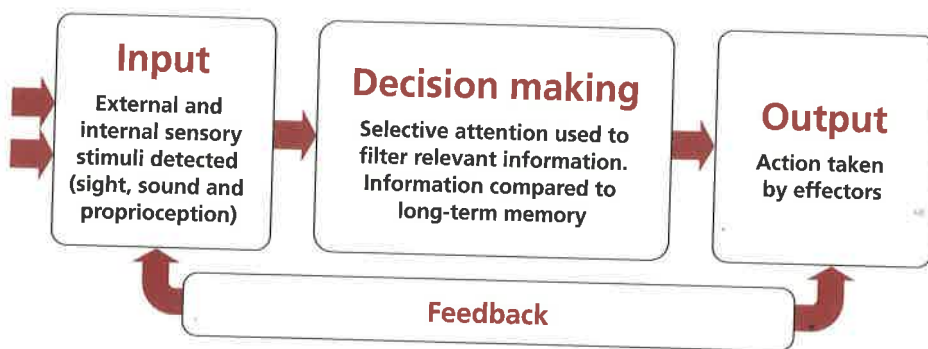 Input
External and
internal sensory
stimuli detected
(sight, sound and
proprioception)
Decision making
Selective attention used to
filter relevant information.
Information compared to
long-term memory
Output
Action taken
by effectors
Feedback